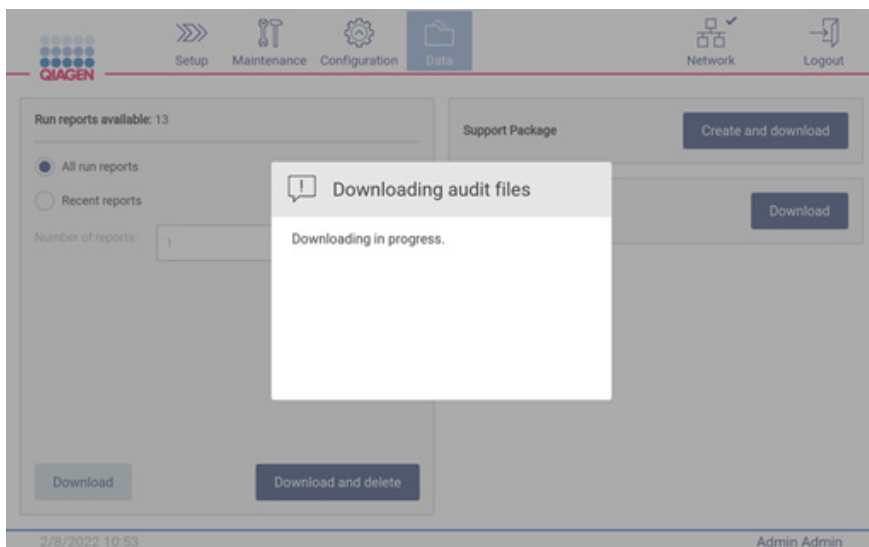 QIAGEN
Setup
Maintenance
Configuration
Data
Network
Logout
Run reports available: 13
All run reports
Recent reports
Number of reports:
1
Download
Download and delete
Support Package
Create and download
Download
Downloading audit files
Downloading in progress.
2/8/2022 10:53
Admin Admin